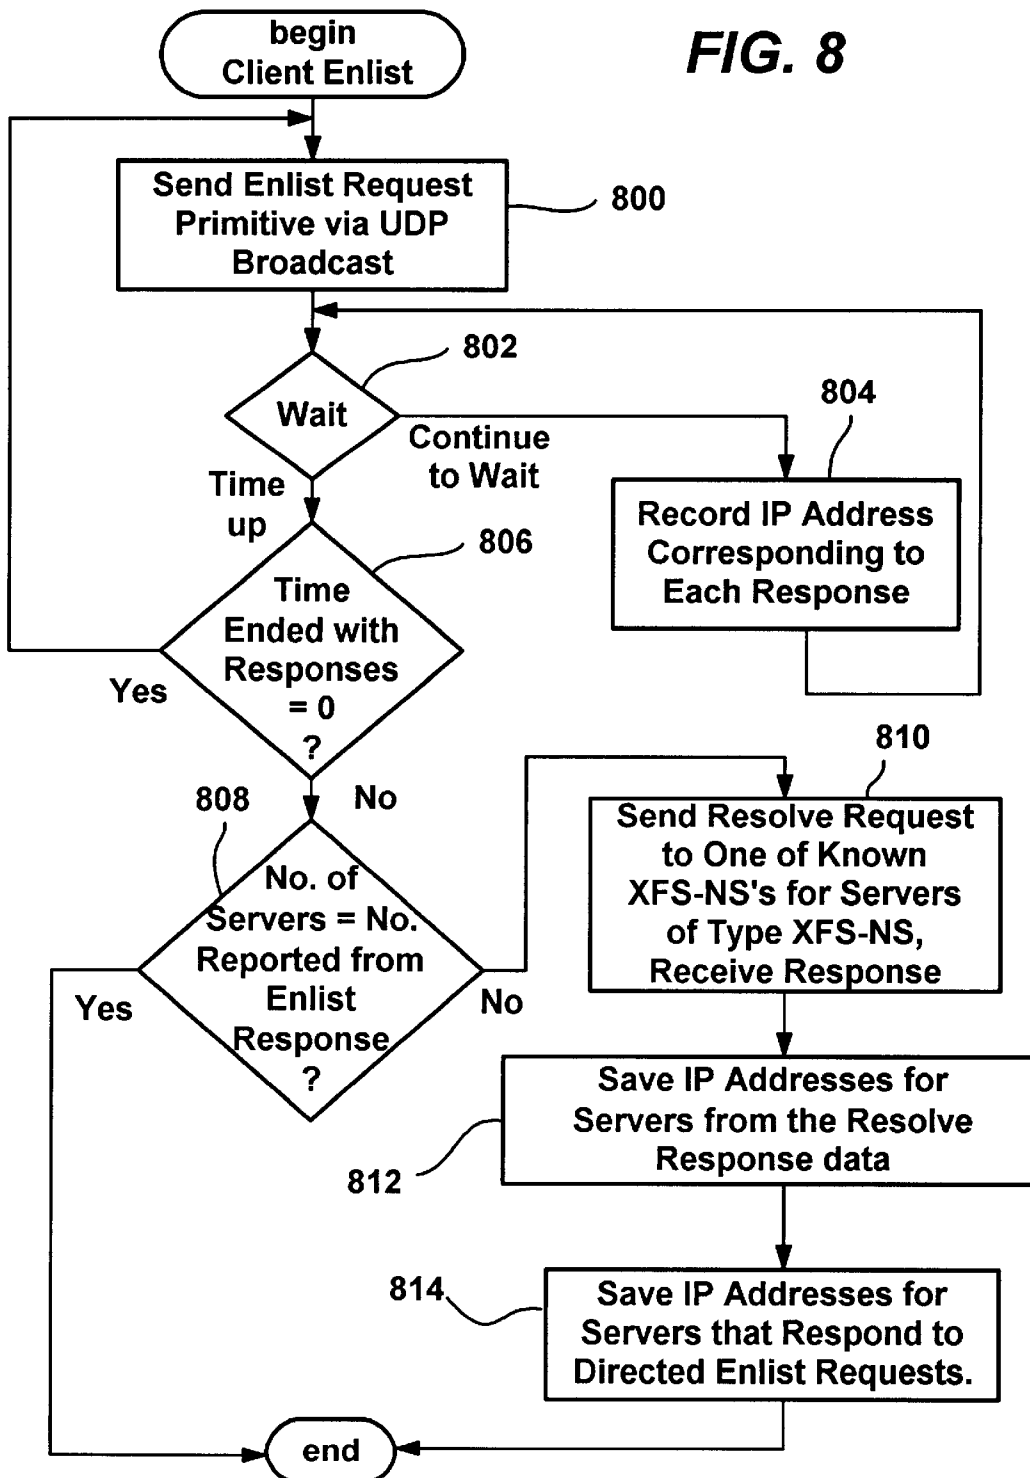 begin
Client Enlist
FIG. 8
Send Enlist Request
Primitive via UDP
Broadcast
800
802
Wait
Continue
to Wait
804
Time
up
Record IP Address
Corresponding to
Each Response
806
Time
Ended with
Responses
= 0
?
Yes
No
808
No. of
Servers = No.
Reported from
Enlist
Response
?
Yes
No
810
Send Resolve Request
to One of Known
XFS-NS's for Servers
of Type XFS-NS,
Receive Response
Save IP Addresses for
Servers from the Resolve
Response data
812
814
Save IP Addresses for
Servers that Respond to
Directed Enlist Requests.
end